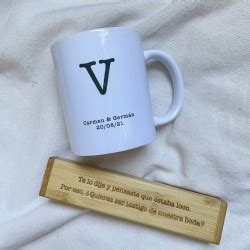 V
Carmen & Germán
20/08/21
Te lo dije y pensaste que estaba loco.
Por eso, ¿Quieres ser testigo de nuestra boda?